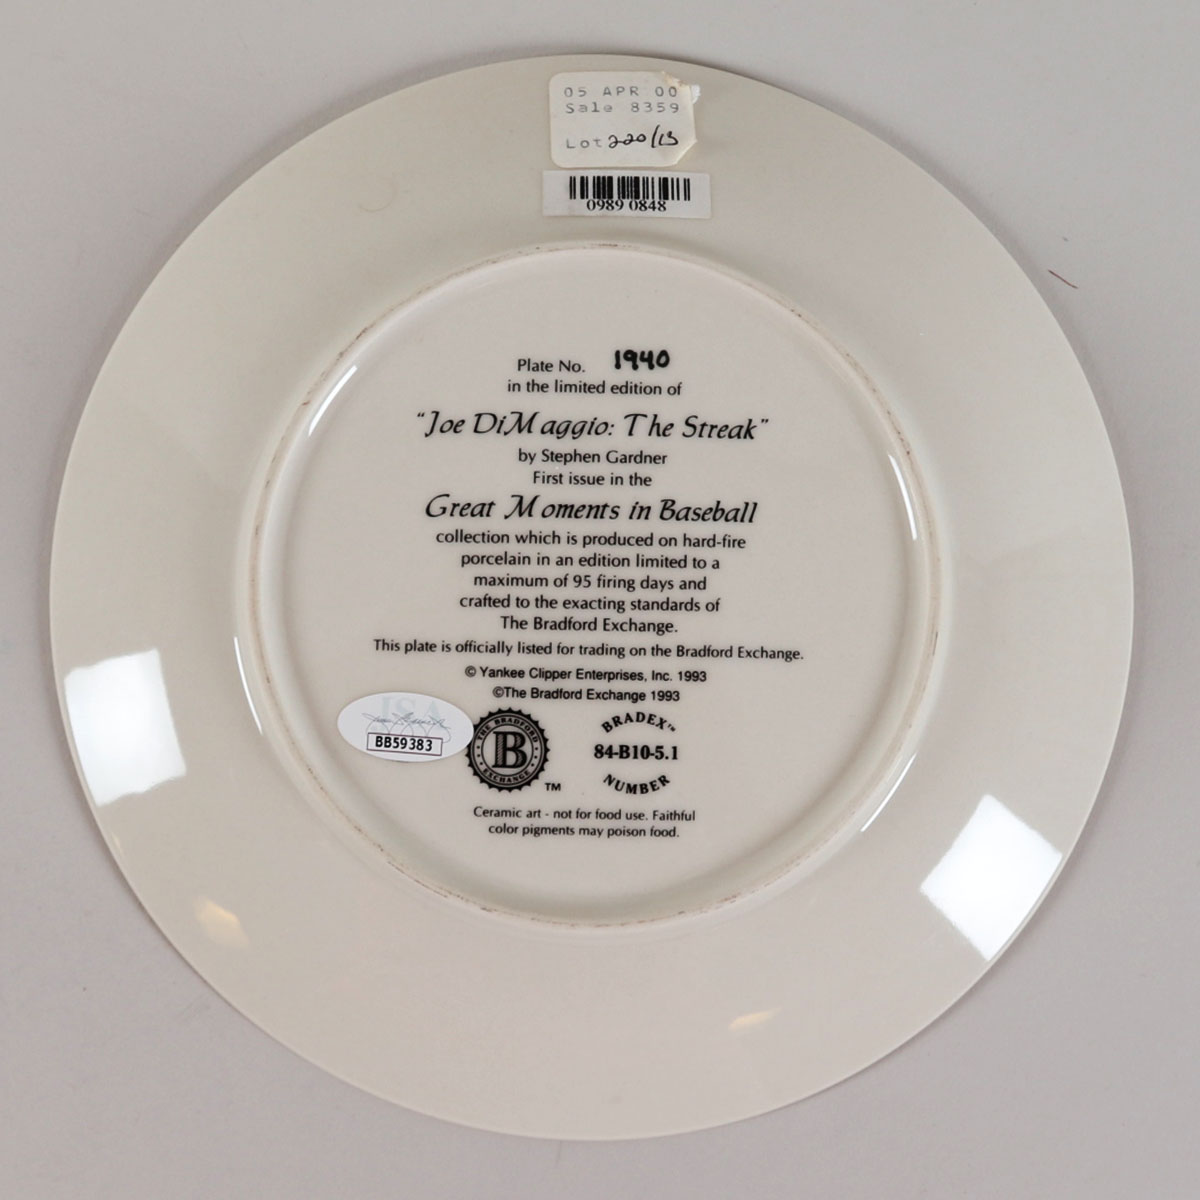 05 APR 00
Sale 8359
Lot 220/13
0989 0848
Plate No. 1940
in the limited edition of
"Joe DiMaggio: The Streak"
by Stephen Gardner
First issue in the
Great Moments in Baseball
collection which is produced on hard-fire
porcelain in an edition limited to a
maximum of 95 firing days and
crafted to the exacting standards of
The Bradford Exchange.
This plate is officially listed for trading on the Bradford Exchange.
© Yankee Clipper Enterprises, Inc. 1993
©The Bradford Exchange 1993
JSA
BB59383
THE BRADFORD
B
EXCHANGE
TM
BRADEX™
84-B10-5.1
NUMBER
Ceramic art - not for food use. Faithful
color pigments may poison food.